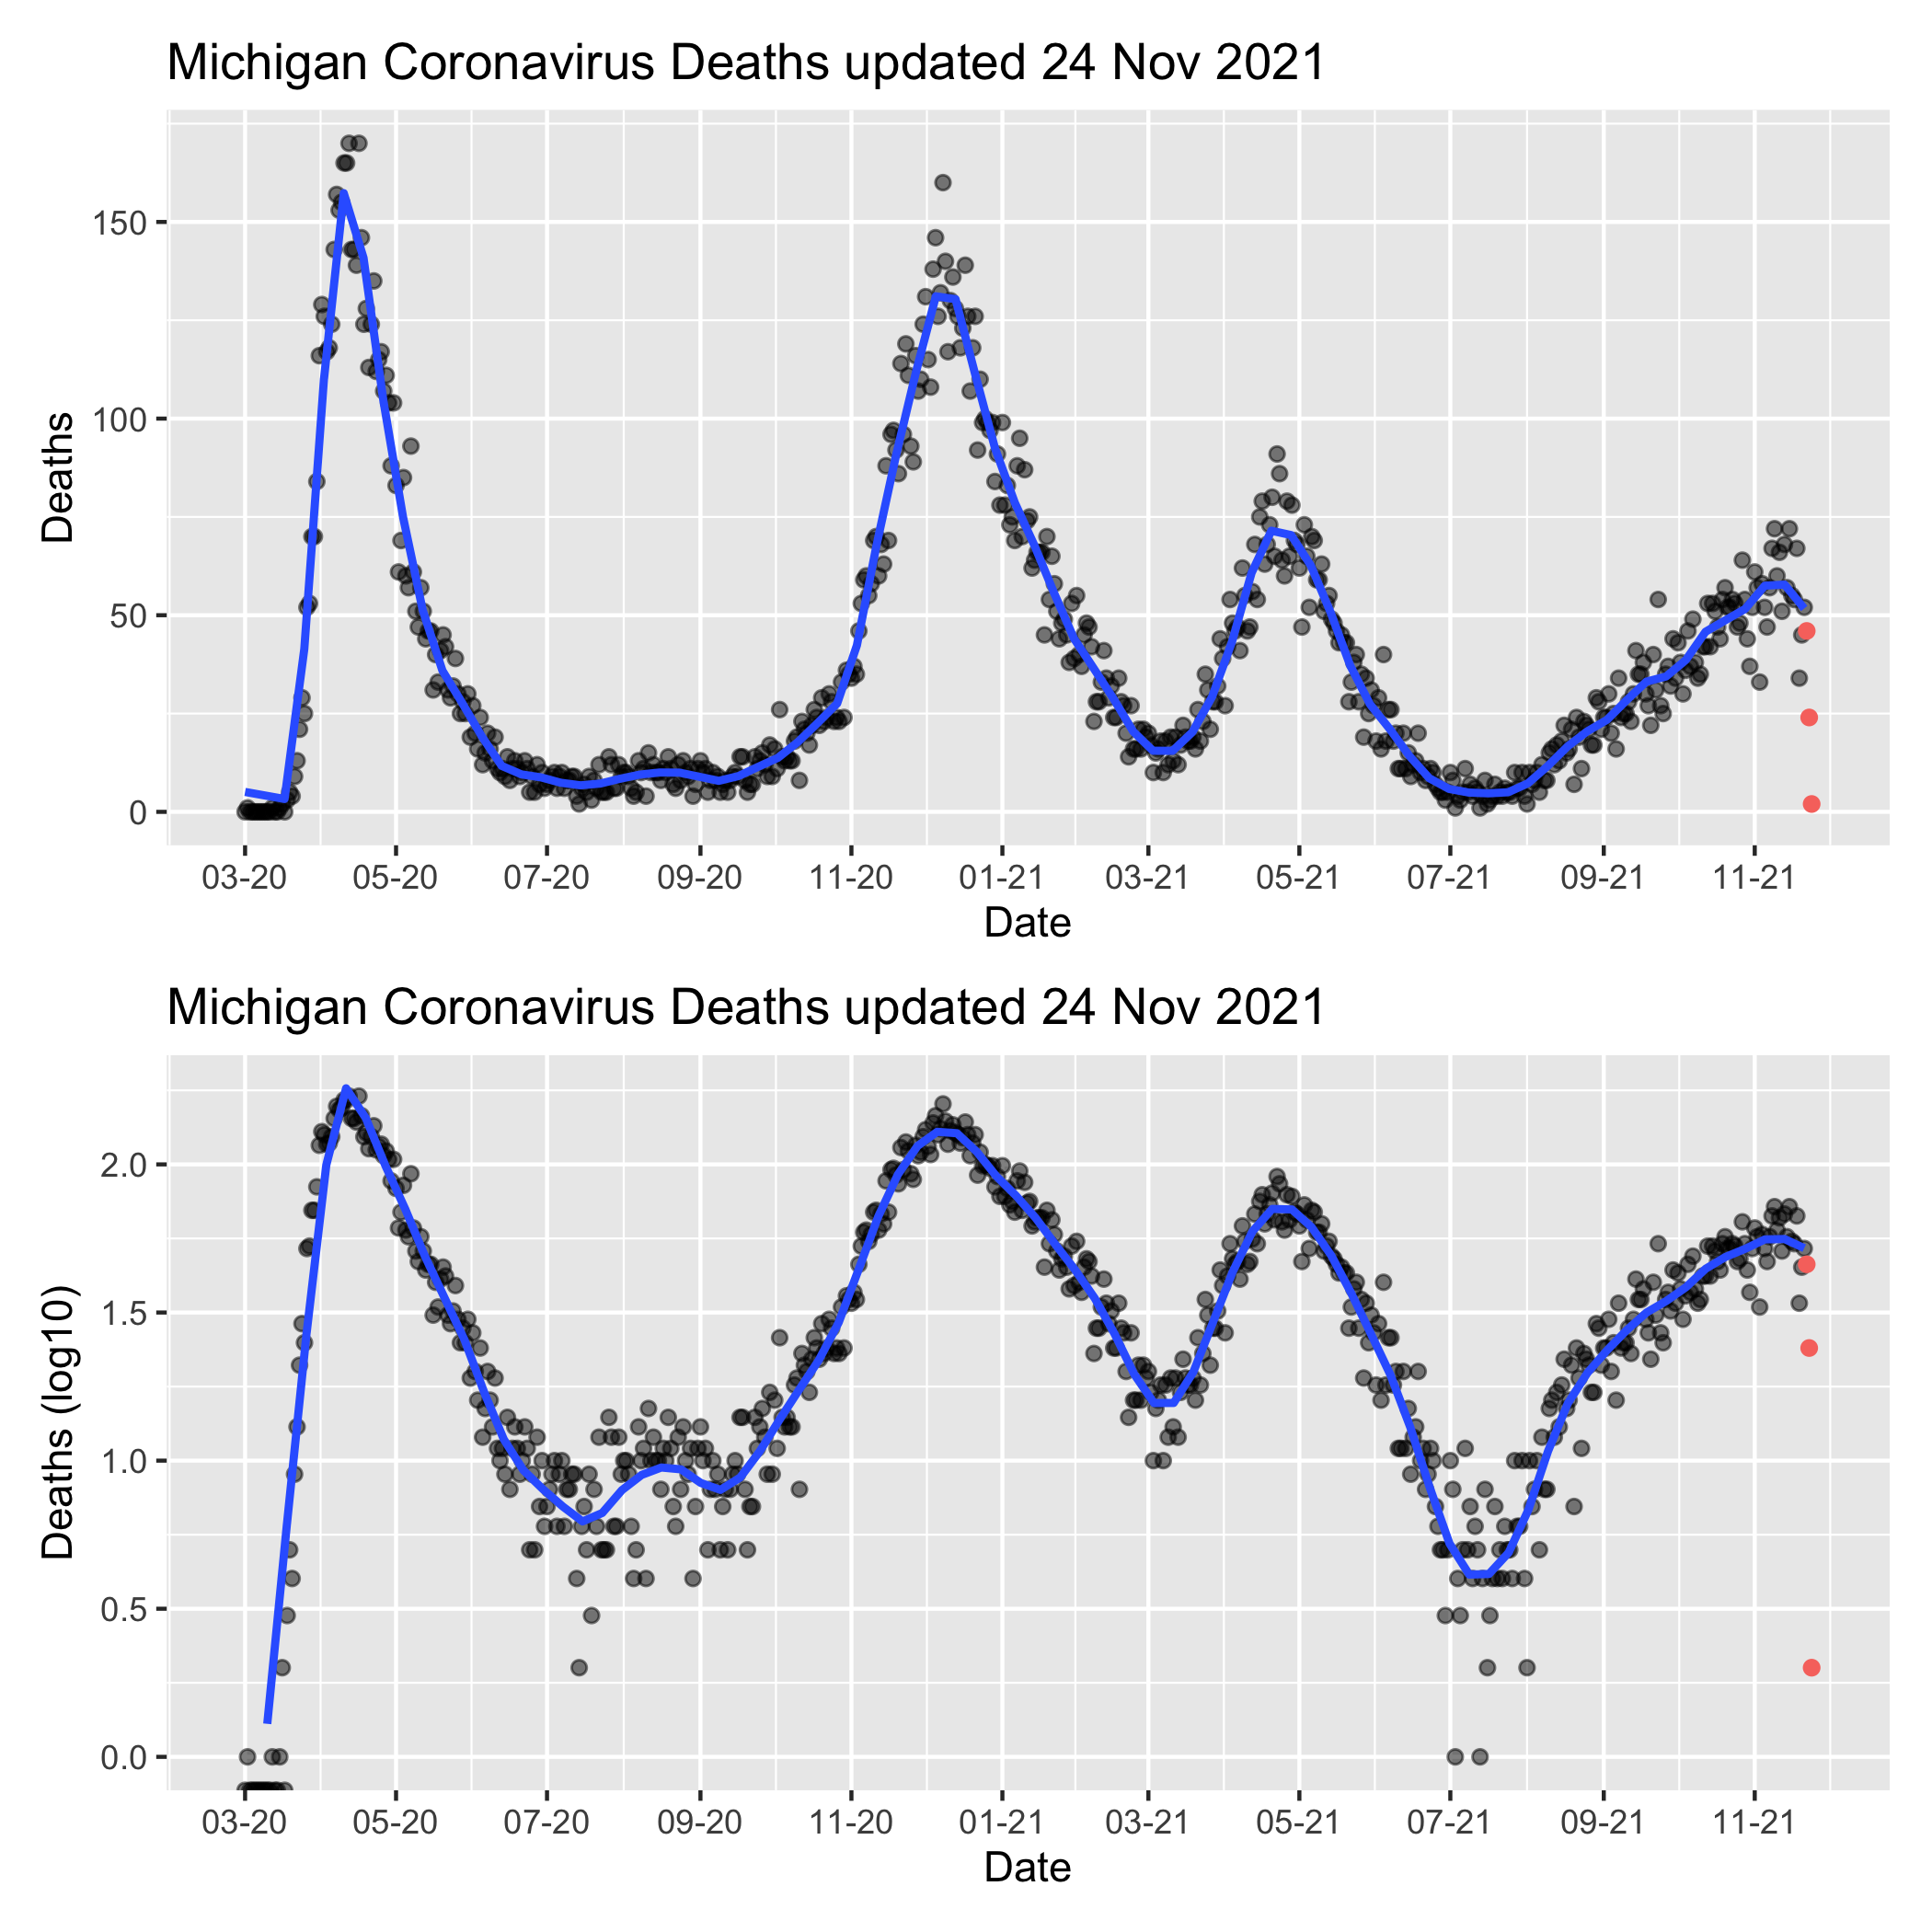 Michigan Coronavirus Deaths updated 24 Nov 2021
150
100
50
0
Deaths
03-20 05-20 07-20 09-20 11-20 01-21 03-21 05-21 07-21 09-21 11-21
Date
Michigan Coronavirus Deaths updated 24 Nov 2021
2.0
1.5
1.0
0.5
0.0
Deaths (log10)
03-20 05-20 07-20 09-20 11-20 01-21 03-21 05-21 07-21 09-21 11-21
Date